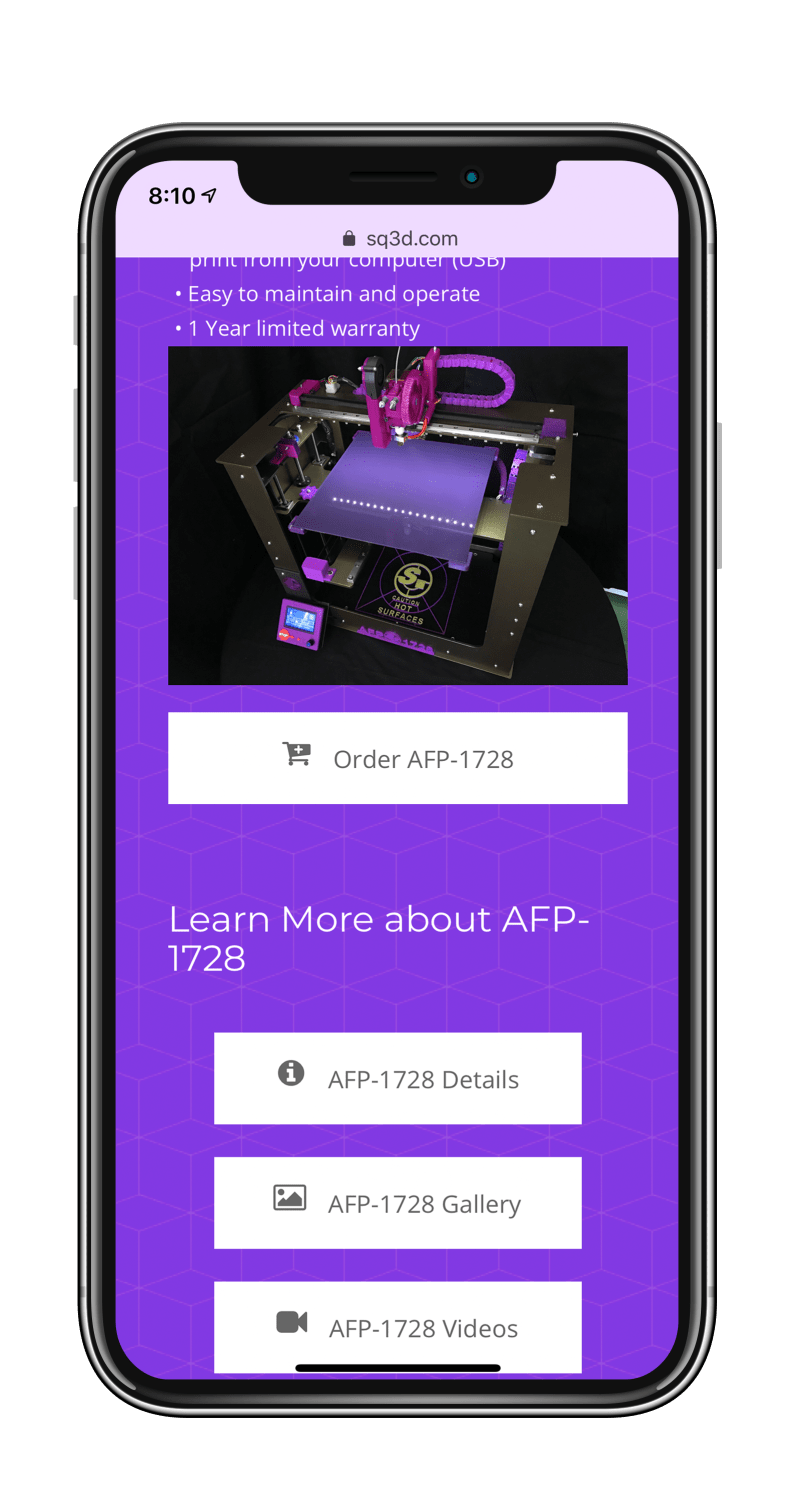 8:10
sq3d.com
print from your computer (USB)
• Easy to maintain and operate
• 1 Year limited warranty
ST
CAUTION
HOT
SURFACES
AFP 1728
Order AFP-1728
Learn More about AFP-
1728
AFP-1728 Details
AFP-1728 Gallery
AFP-1728 Videos